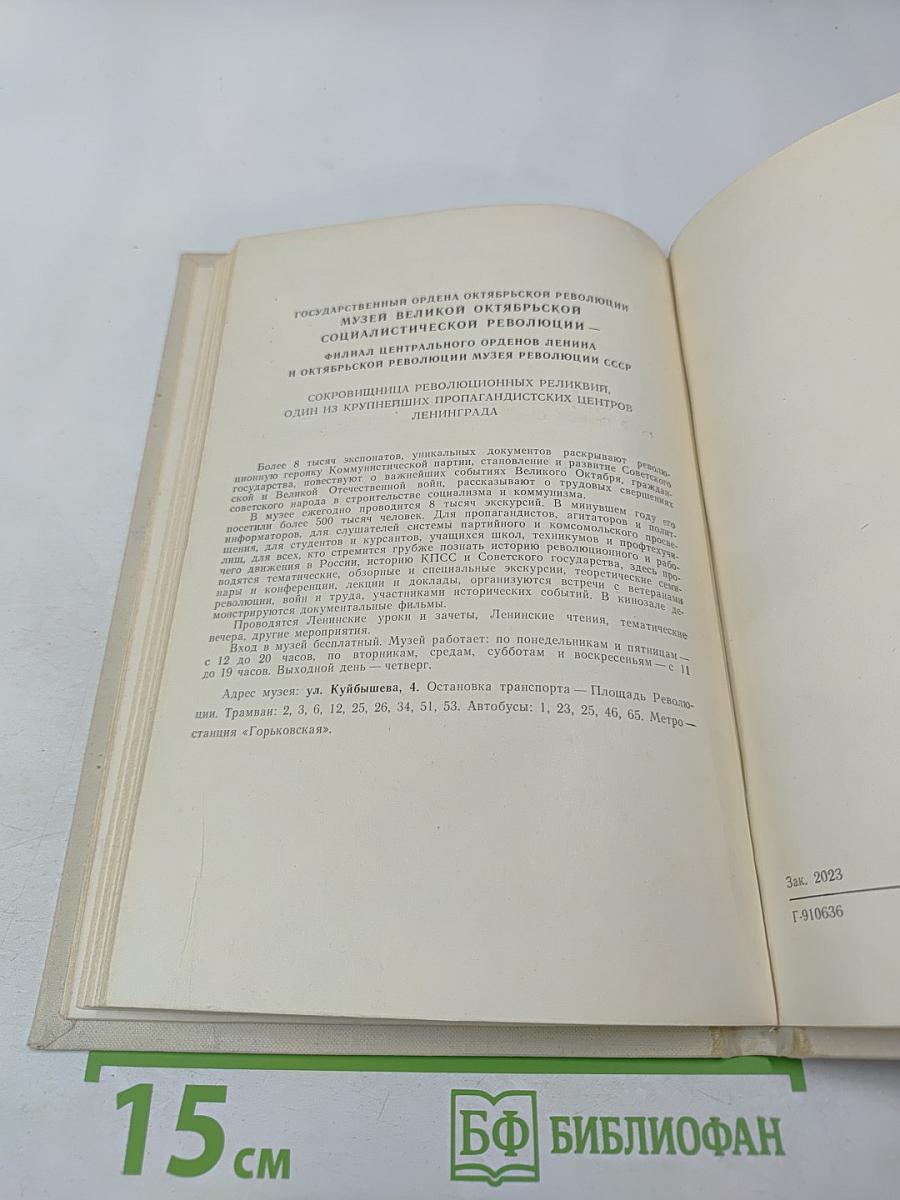 ГОСУДАРСТВЕННЫЙ ОРДЕНА ОКТЯБРЬСКОЙ РЕВОЛЮЦИИ
МУЗЕЙ ВЕЛИКОЙ ОКТЯБРЬСКОЙ
СОЦИАЛИСТИЧЕСКОЙ РЕВОЛЮЦИИ —
ФИЛИАЛ ЦЕНТРАЛЬНОГО ОРДЕНОВ ЛЕНИНА
И ОКТЯБРЬСКОЙ РЕВОЛЮЦИИ МУЗЕЯ РЕВОЛЮЦИИ СССР
СОКРОВИЩНИЦА РЕВОЛЮЦИОННЫХ РЕЛИКВИЙ,
ОДИН ИЗ КРУПНЕЙШИХ ПРОПАГАНДИСТСКИХ ЦЕНТРОВ
ЛЕНИНГРАДА
Более 8 тысяч экспонатов, уникальных документов раскрывают револю-
ционную героику Коммунистической партии, становление и развитие Советского
государства, повествуют о важнейших событиях Великого Октября, граждан-
ской и Великой Отечественной войн, рассказывают о трудовых свершениях
советского народа в строительстве социализма и коммунизма.
В музее ежегодно проводится 8 тысяч экскурсий. В минувшем году его
посетили более 500 тысяч человек. Для пропагандистов, агитаторов и полит-
информаторов, для слушателей системы партийного и комсомольского просве-
щения, для студентов и курсантов, учащихся школ, техникумов и профтехучи-
лищ, для всех, кто стремится грубже познать историю революционного и рабо-
чего движения в России, историю КПСС и Советского государства, здесь про-
водятся тематические, обзорные и специальные экскурсии, теоретические семи-
нары и конференции, лекции и доклады, организуются встречи с ветеранами
революции, войн и труда, участниками исторических событий. В кинозале де-
монстрируются документальные фильмы.
Проводятся Ленинские уроки и зачеты, Ленинские чтения, тематические
вечера, другие мероприятия.
Вход в музей бесплатный. Музей работает: по понедельникам и пятницам —
с 12 до 20 часов, по вторникам, средам, субботам и воскресеньям — с 11
до 19 часов. Выходной день — четверг.
Адрес музея: ул. Куйбышева, 4. Остановка транспорта — Площадь Револю-
ции. Трамваи: 2, 3, 6, 12, 25, 26, 34, 51, 53. Автобусы: 1, 23, 25, 46, 65. Метро —
станция «Горьковская».
Зак. 2023
Г-910636
15 см
БФ БИБЛИОФАН